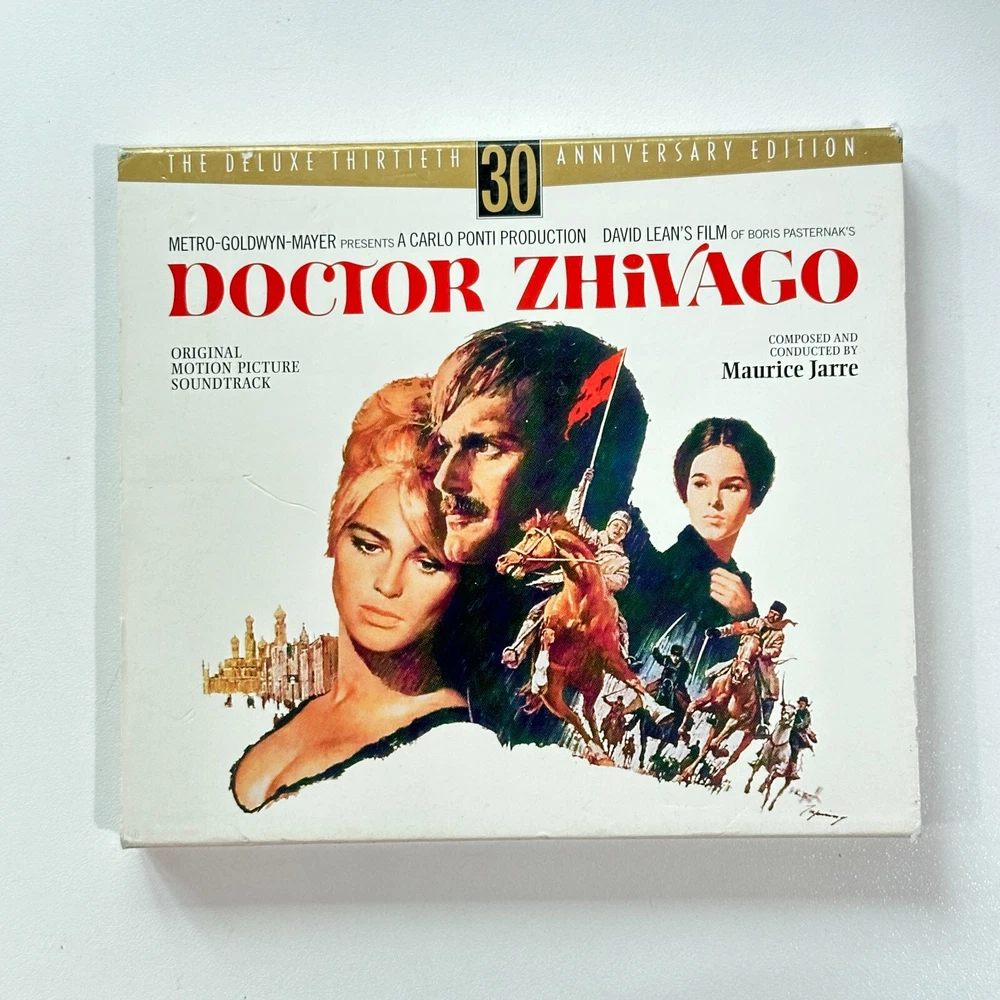 THE DELUXE THIRTIETH 30 ANNIVERSARY EDITION
METRO-GOLDWYN-MAYER PRESENTS A CARLO PONTI PRODUCTION DAVID LEAN'S FILM OF BORIS PASTERNAK'S
DOCTOR ZHiVAGO
ORIGINAL
MOTION PICTURE
SOUNDTRACK
COMPOSED AND
CONDUCTED BY
Maurice Jarre